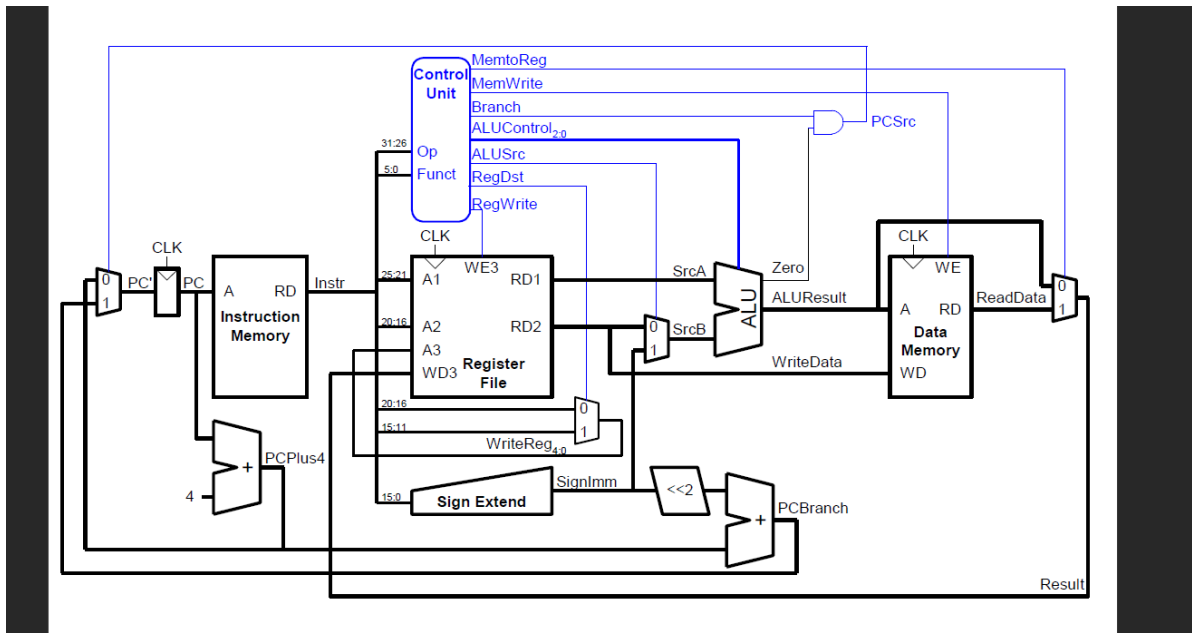 MemtoReg
Control
Unit
MemWrite
Branch
PCSrc
ALUControl2:0
31:26
Op
ALUSrc
5:0
Funct
RegDst
RegWrite
CLK
CLK
CLK
WE3
WE
0
1
PC'
PC
A
RD
Instruction
Memory
Instr
25:21
A1
RD1
SrcA
Zero
ALU
ALUResult
20:16
A2
RD2
0
1
SrcB
A
RD
Data
Memory
ReadData
0
1
A3
WD3
Register
File
WriteData
WD
20:16
0
15:11
1
WriteReg4:0
PCPlus4
+
4
15:0
Sign Extend
SignImm
<<2
+
PCBranch
Result